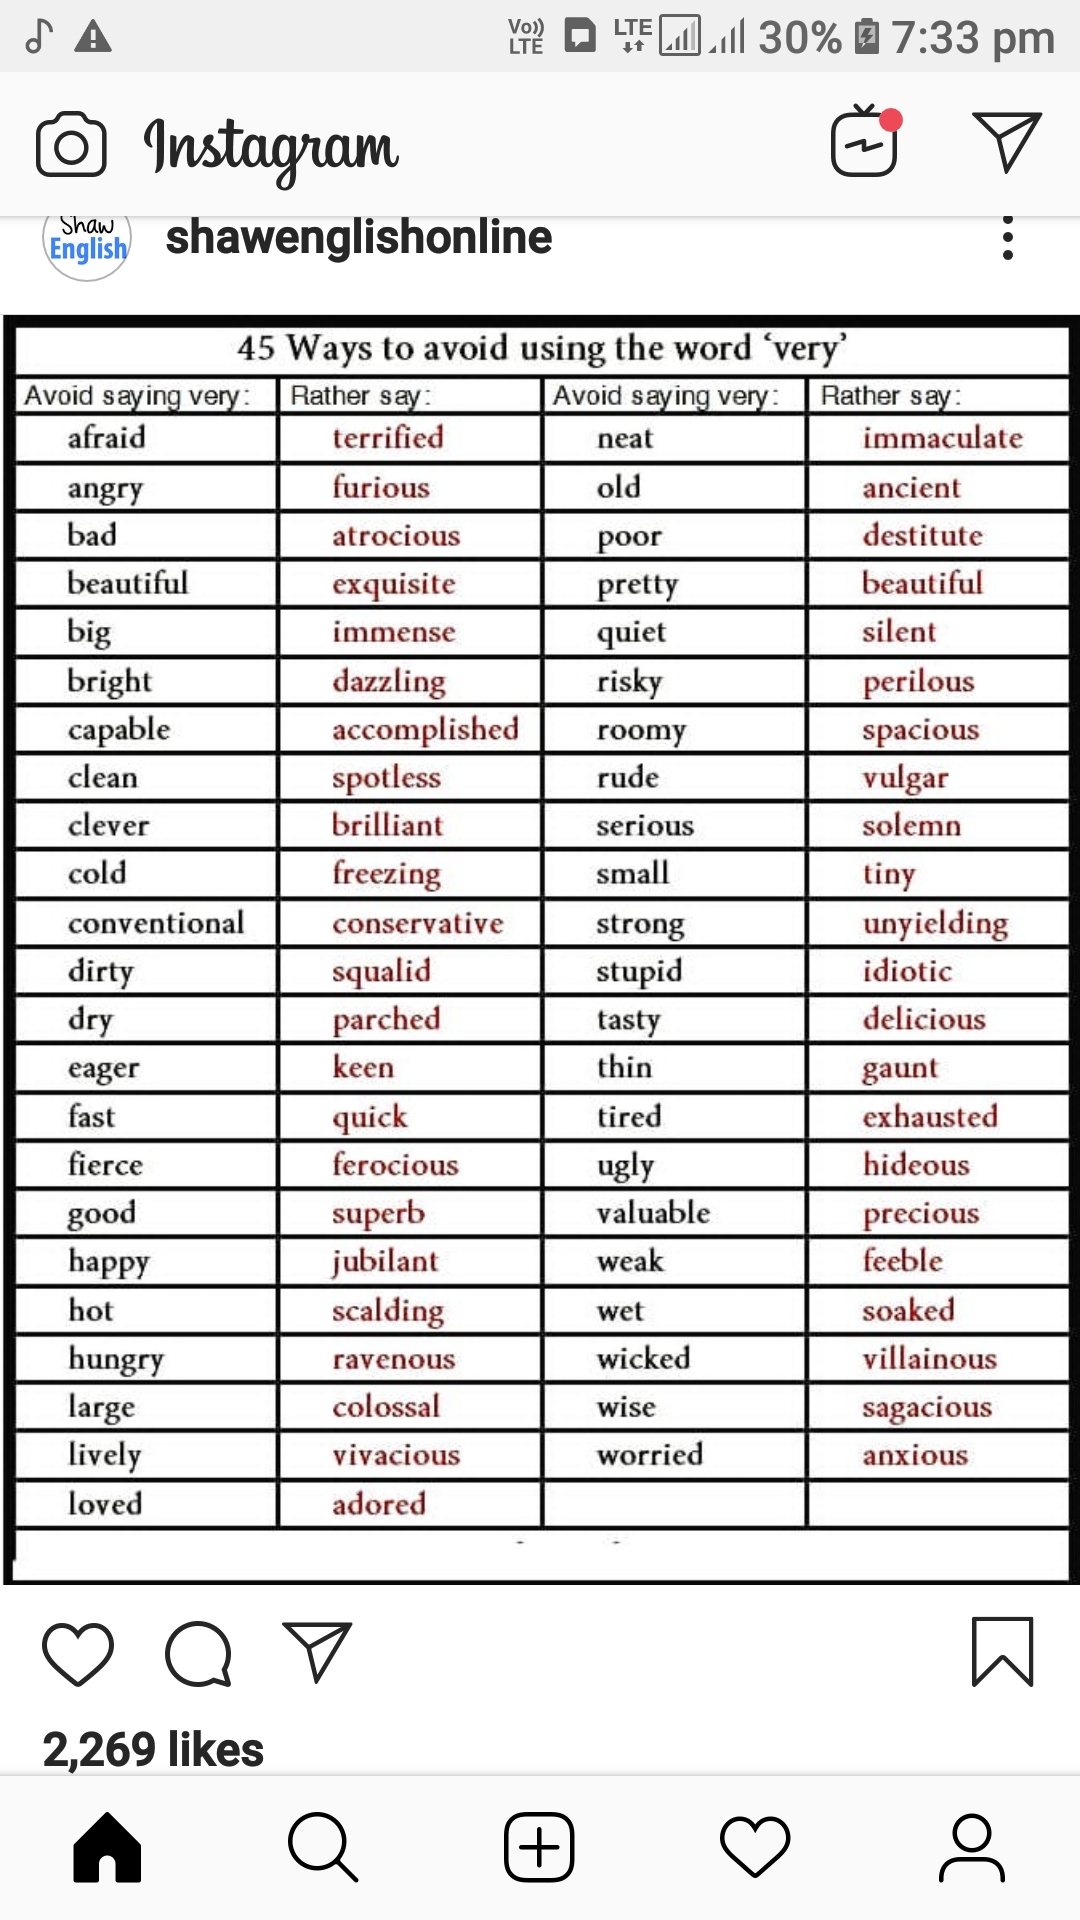 Vo)) LTE LTE 30% 7:33 pm
Instagram
Shaw English shawenglishonline
45 Ways to avoid using the word ‘very’
Avoid saying very: Rather say: Avoid saying very: Rather say:
afraid terrified neat immaculate
angry furious old ancient
bad atrocious poor destitute
beautiful exquisite pretty beautiful
big immense quiet silent
bright dazzling risky perilous
capable accomplished roomy spacious
clean spotless rude vulgar
clever brilliant serious solemn
cold freezing small tiny
conventional conservative strong unyielding
dirty squalid stupid idiotic
dry parched tasty delicious
eager keen thin gaunt
fast quick tired exhausted
fierce ferocious ugly hideous
good superb valuable precious
happy jubilant weak feeble
hot scalding wet soaked
hungry ravenous wicked villainous
large colossal wise sagacious
lively vivacious worried anxious
loved adored
2,269 likes